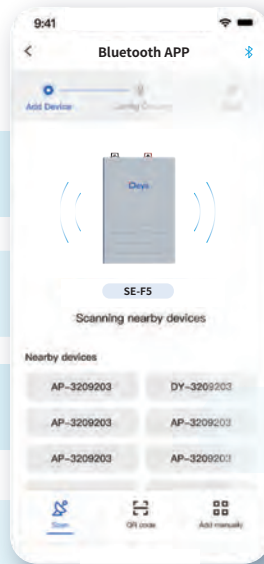 9:41
Bluetooth APP
Add Device
Deye
SE-F5
Scanning nearby devices
Nearby devices
AP-3209203 DY-3209203
AP-3209203 AP-3209203
AP-3209203 AP-3209203
Scan QR code Add manually